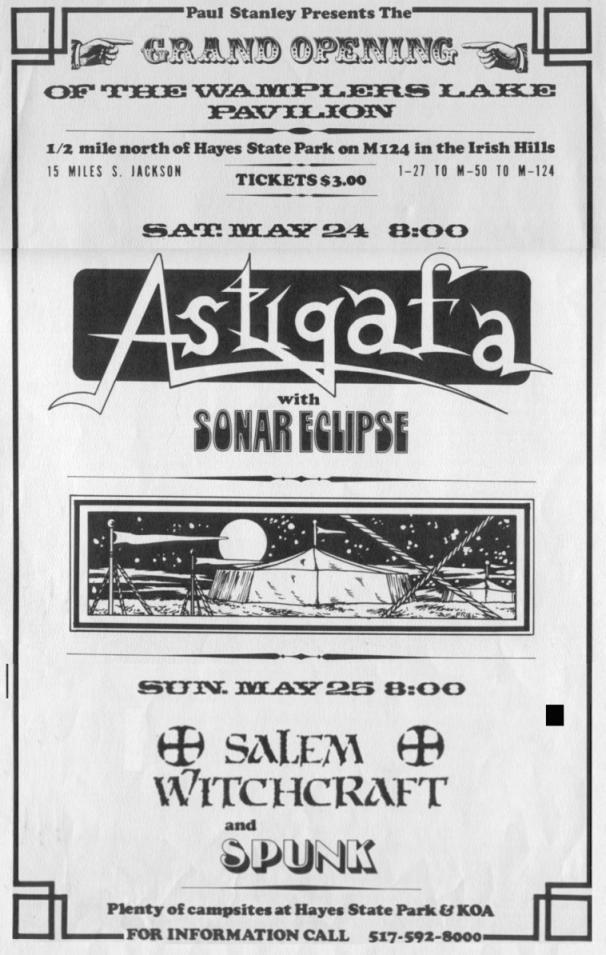 Paul Stanley Presents The
GRAND OPENING
OF THE WAMPLERS LAKE
PAVILION
1/2 mile north of Hayes State Park on M124 in the Irish Hills
15 MILES S. JACKSON
TICKETS $3.00
1-27 TO M-50 TO M-124
SAT. MAY 24 8:00
Astigafa
with
SONAR ECLIPSE
SUN. MAY 25 8:00
SALEM
WITCHCRAFT
and
SPUNK
Plenty of campsites at Hayes State Park & KOA
FOR INFORMATION CALL 517-592-8000